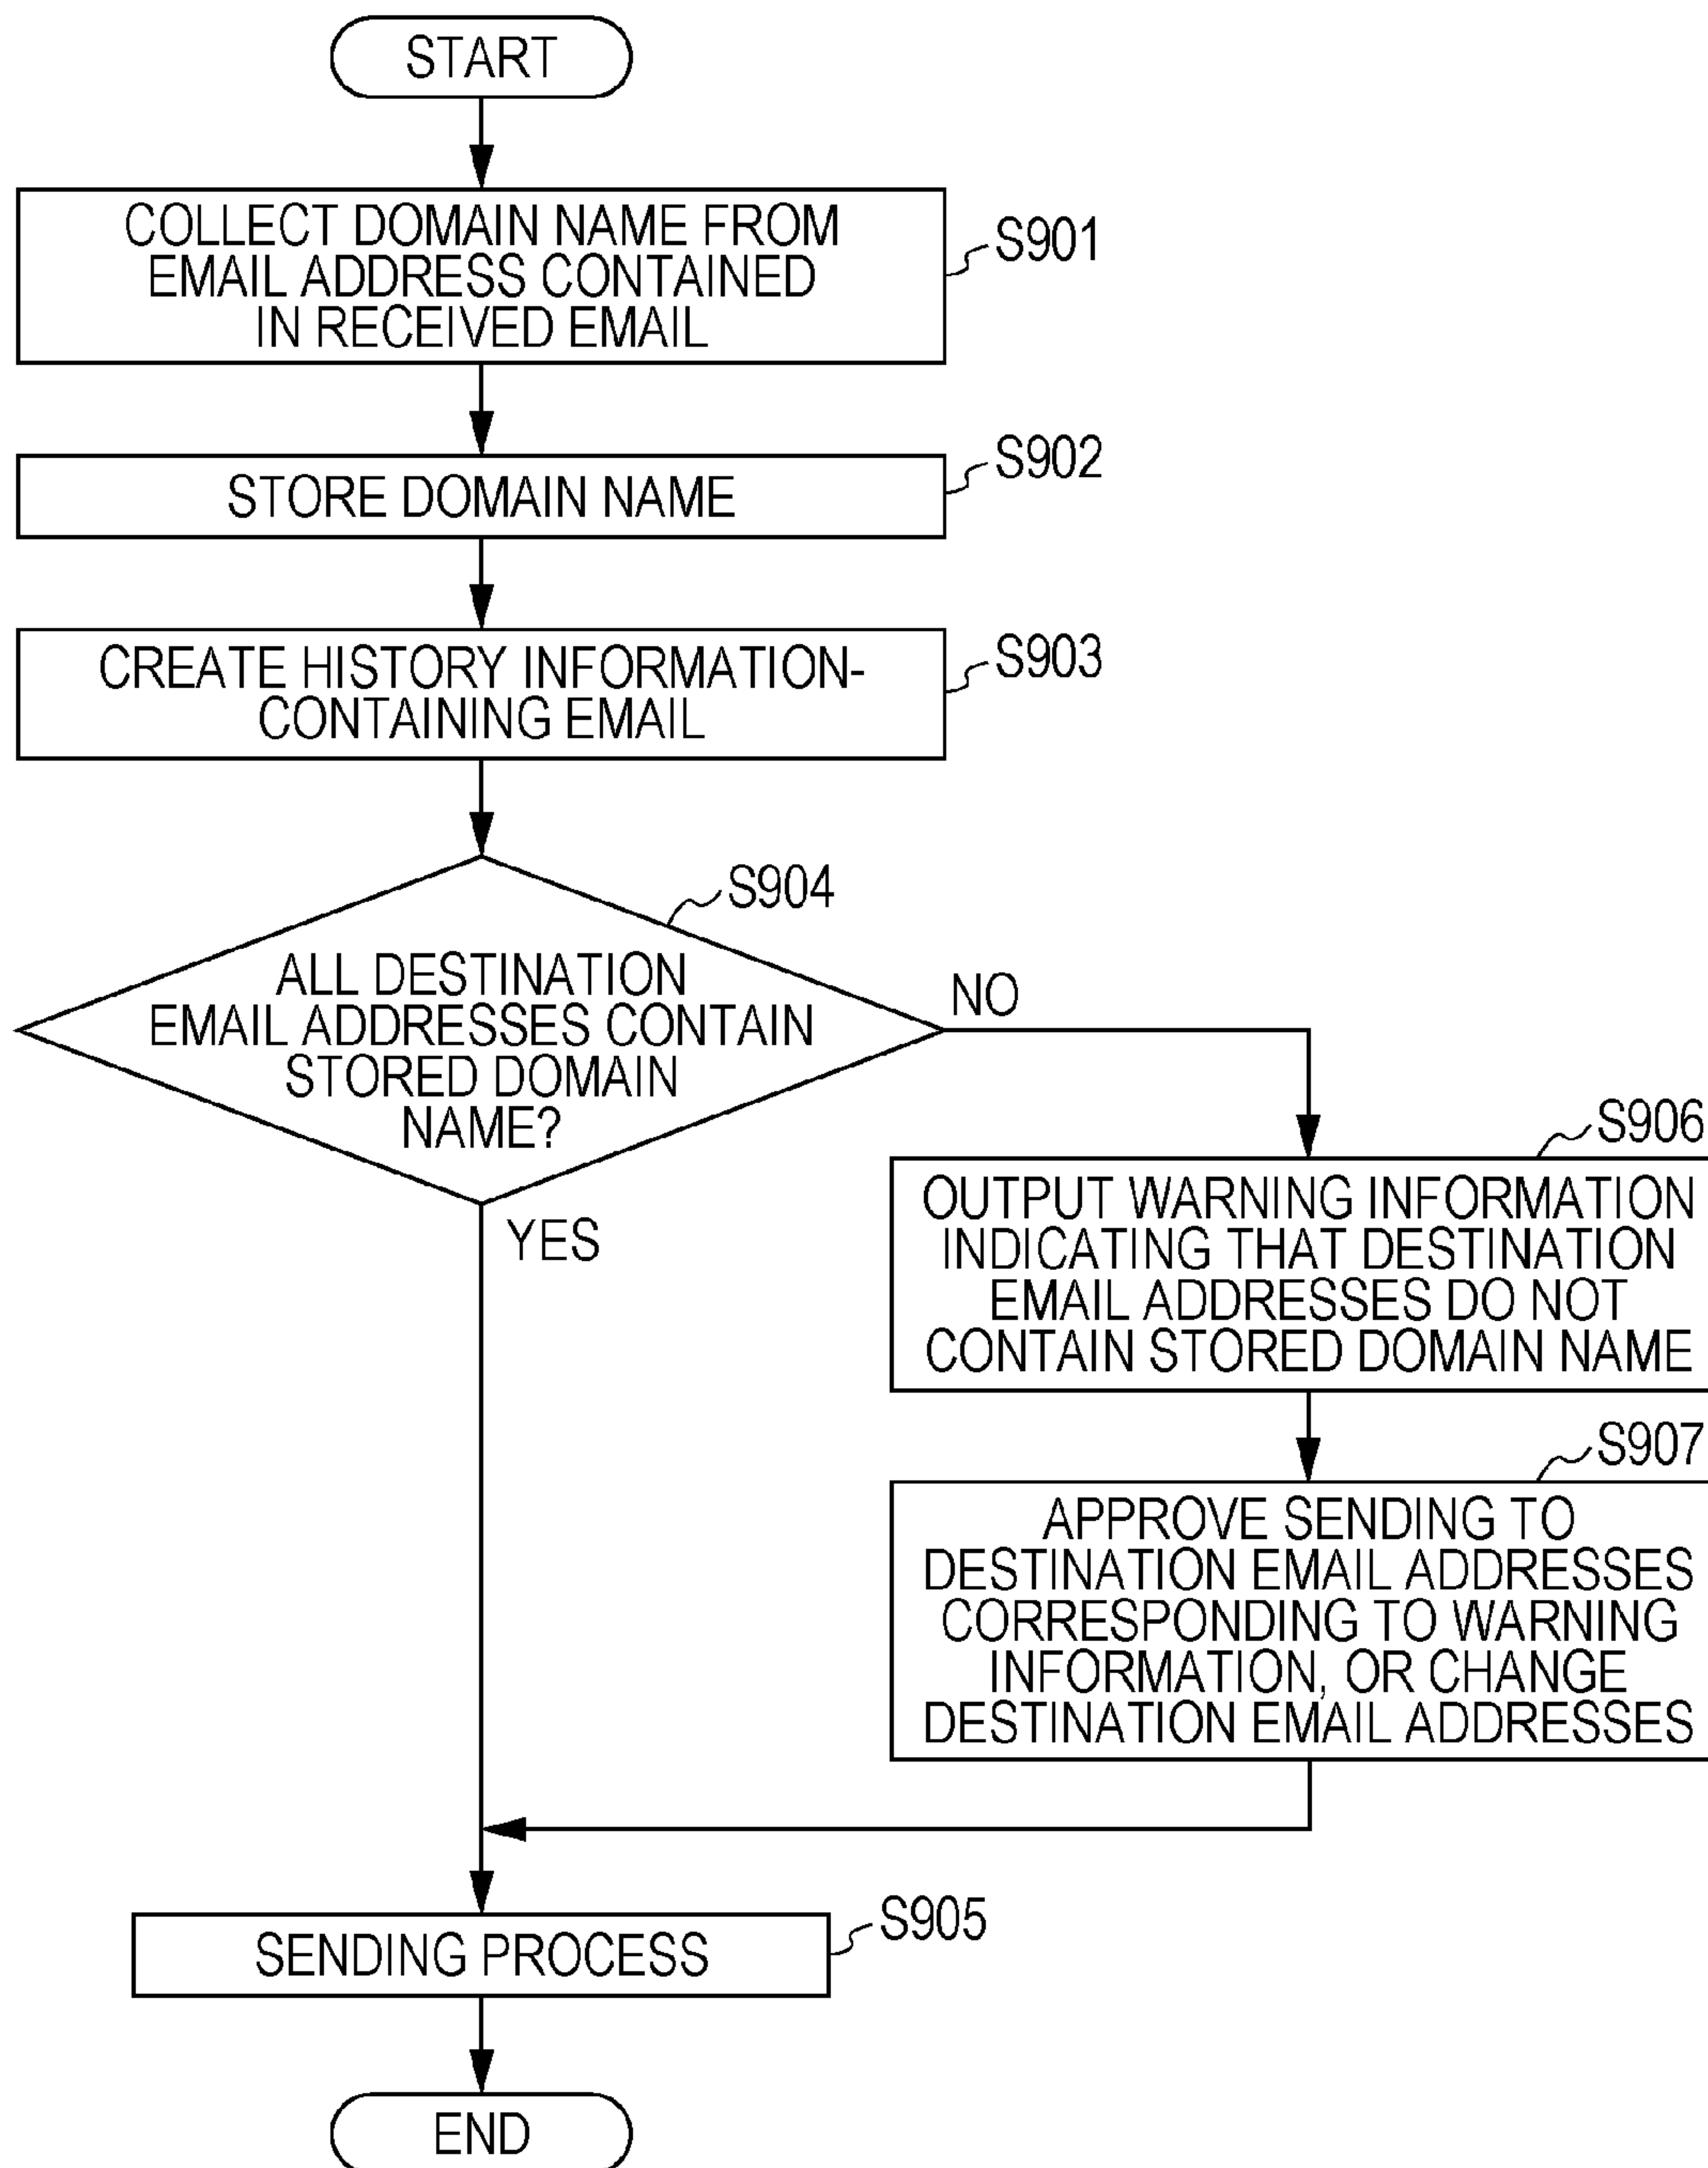 START
COLLECT DOMAIN NAME FROM
EMAIL ADDRESS CONTAINED
IN RECEIVED EMAIL
S901
STORE DOMAIN NAME
S902
CREATE HISTORY INFORMATION-
CONTAINING EMAIL
S903
S904
ALL DESTINATION
EMAIL ADDRESSES CONTAIN
STORED DOMAIN
NAME?
NO
YES
S906
OUTPUT WARNING INFORMATION
INDICATING THAT DESTINATION
EMAIL ADDRESSES DO NOT
CONTAIN STORED DOMAIN NAME
S907
APPROVE SENDING TO
DESTINATION EMAIL ADDRESSES
CORRESPONDING TO WARNING
INFORMATION, OR CHANGE
DESTINATION EMAIL ADDRESSES
SENDING PROCESS
S905
END